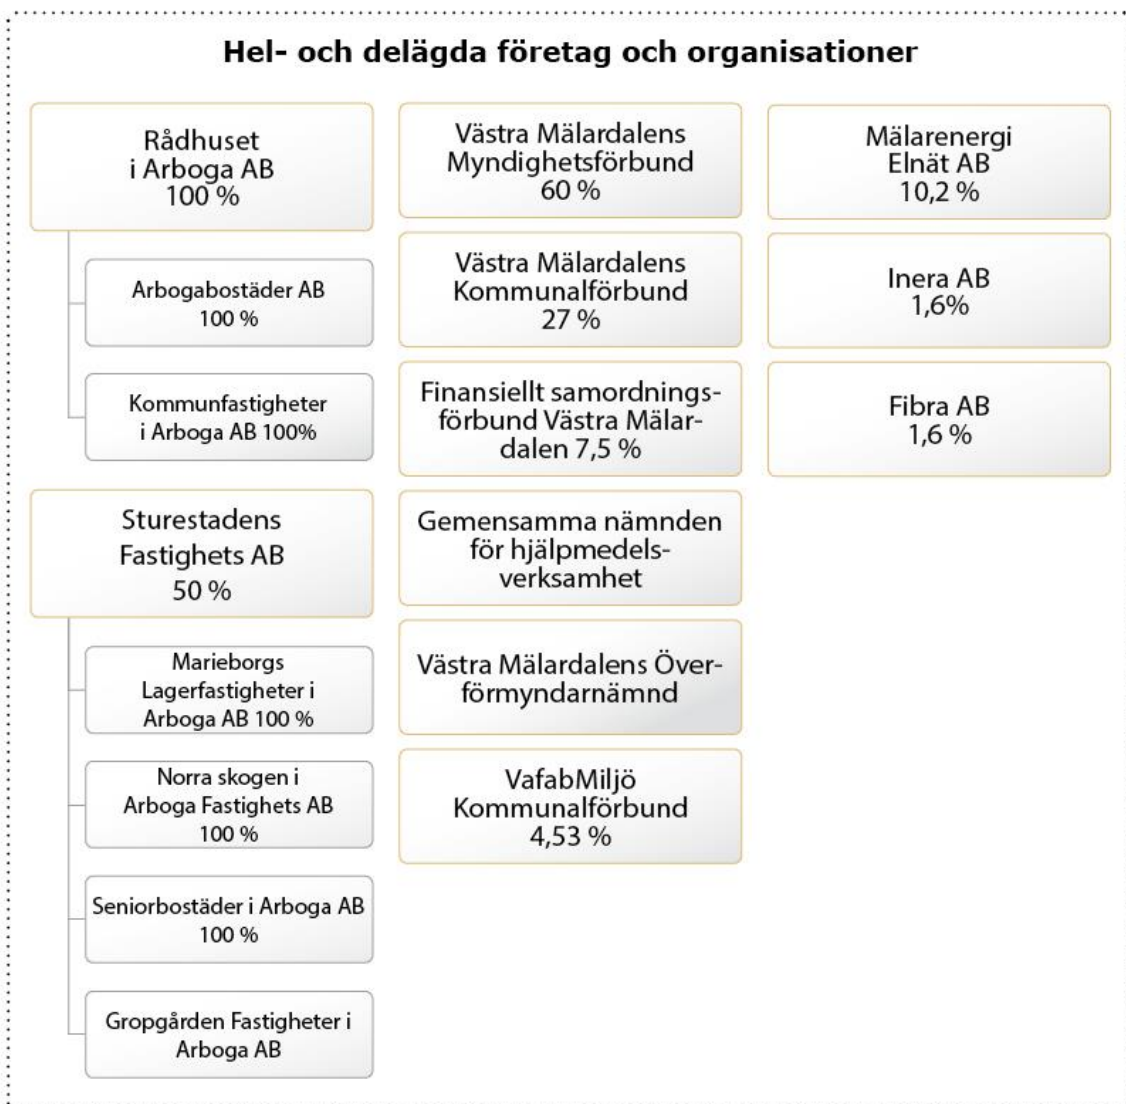 Hel- och delägda företag och organisationer
Rådhuset
i Arboga AB
100 %
Arbogabostäder AB
100 %
Kommunfastigheter
i Arboga AB 100%
Sturestadens
Fastighets AB
50 %
Marieborgs
Lagerfastigheter i
Arboga AB 100 %
Norra skogen i
Arboga Fastighets AB
100 %
Seniorbostäder i Arboga AB
100 %
Gropgården Fastigheter i
Arboga AB
Västra Mälardalens
Myndighetsförbund
60 %
Västra Mälardalens
Kommunalförbund
27 %
Finansiellt samordnings-
förbund Västra Mälar-
dalen 7,5 %
Gemensamma nämnden
för hjälpmedels-
verksamhet
Västra Mälardalens Över-
förmyndarnämnd
VafabMiljö
Kommunalförbund
4,53 %
Mälarenergi
Elnät AB
10,2 %
Inera AB
1,6%
Fibra AB
1,6 %